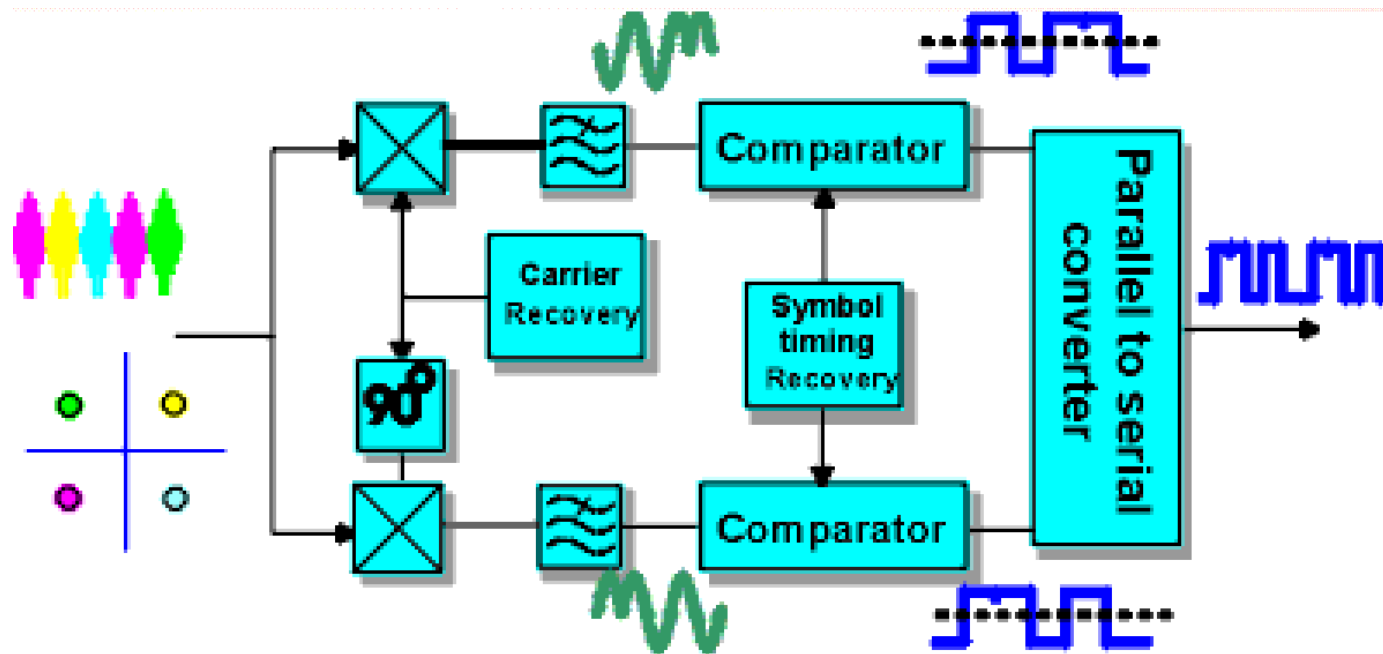 Comparator
Carrier
Recovery
90°
Symbol
timing
Recovery
Comparator
Parallel to serial
converter